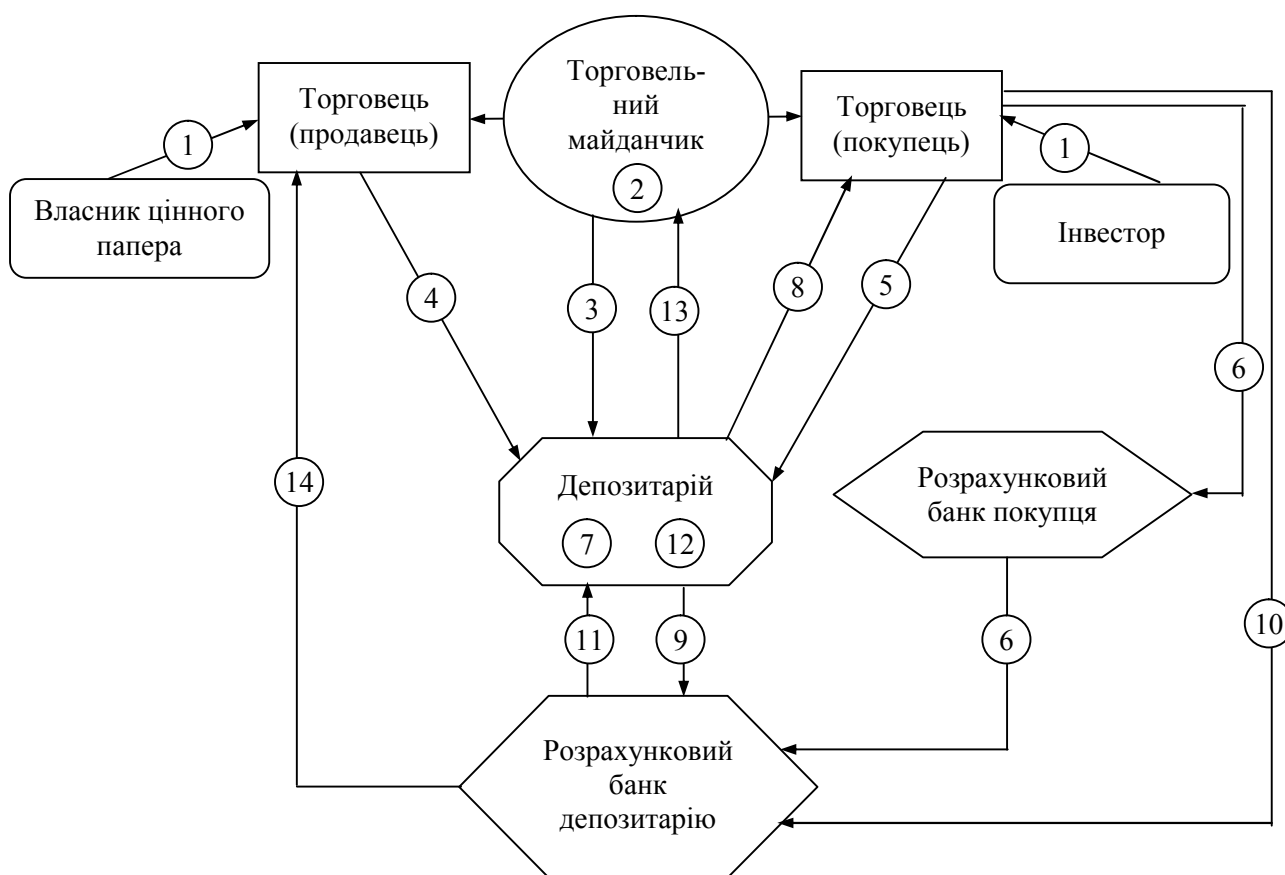 Торговець
(продавець)
Торговель-
ний
майданчик
2
Торговець
(покупець)
1
1
Власник цінного
папера
Інвестор
4
3
13
8
5
6
14
Депозитарій
7
12
Розрахунковий
банк покупця
11
9
6
10
Розрахунковий
банк
депозитарію